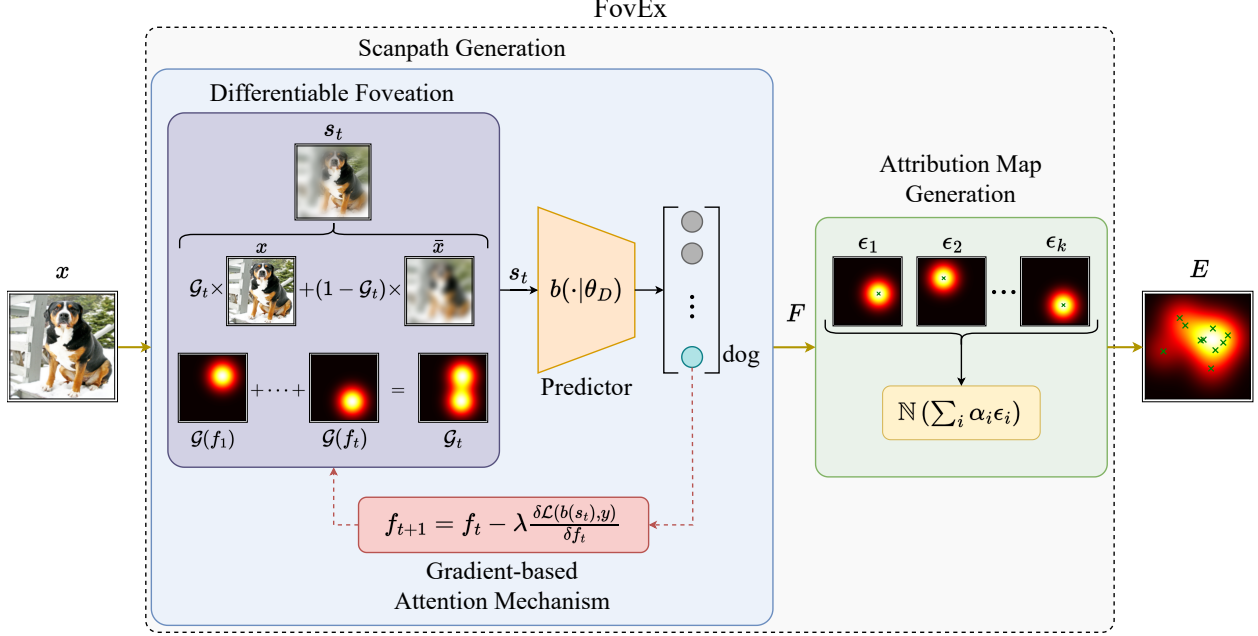 FovEx
Scanpath Generation
Differentiable Foveation
s_t
x
x̄
𝒢_t×
+(1 − 𝒢_t)×
+ ··· +
=
𝒢(f_1)
𝒢(f_t)
𝒢_t
x
s_t
b(·|θ_D)
Predictor
⋮
dog
f_{t+1} = f_t − λ δℒ(b(s_t),y)/δf_t
Gradient-based
Attention Mechanism
F
Attribution Map
Generation
ϵ_1
ϵ_2
ϵ_k
···
ℕ(∑_i α_i ϵ_i)
E